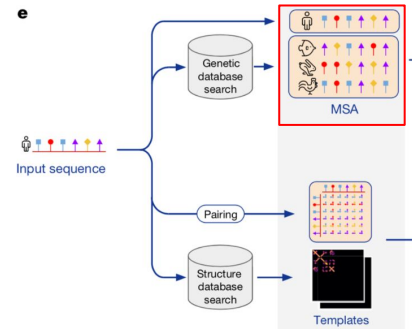 e
Genetic
database
search
MSA
Input sequence
Pairing
Structure
database
search
Templates